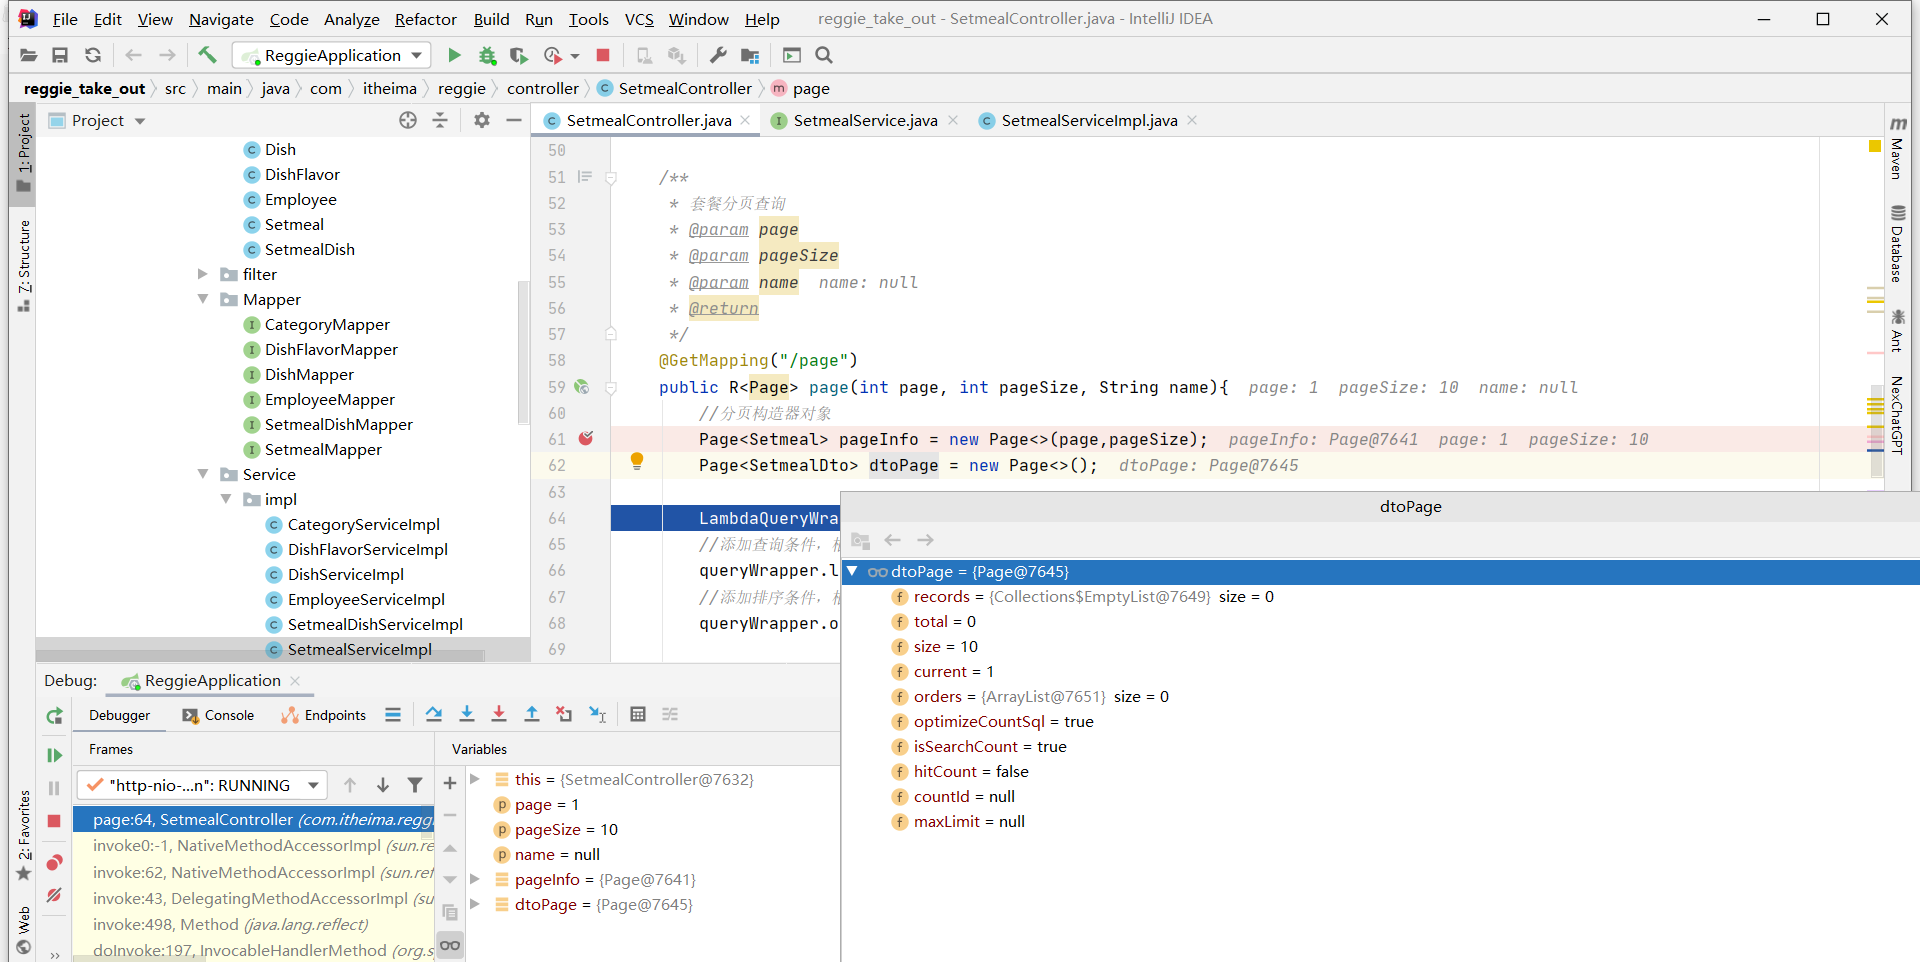 File Edit View Navigate Code Analyze Refactor Build Run Tools VCS Window Help reggie_take_out - SetmealController.java - IntelliJ IDEA
ReggieApplication
reggie_take_out src main java com itheima reggie controller SetmealController page
Project
SetmealController.java SetmealService.java SetmealServiceImpl.java
1: Project
7: Structure
2: Favorites
Web
Dish
DishFlavor
Employee
Setmeal
SetmealDish
filter
Mapper
CategoryMapper
DishFlavorMapper
DishMapper
EmployeeMapper
SetmealDishMapper
SetmealMapper
Service
impl
CategoryServiceImpl
DishFlavorServiceImpl
DishServiceImpl
EmployeeServiceImpl
SetmealDishServiceImpl
SetmealServiceImpl
50
51 /**
52 * 套餐分页查询
53 * @param page
54 * @param pageSize
55 * @param name name: null
56 * @return
57 */
58 @GetMapping("/page")
59 public R<Page> page(int page, int pageSize, String name){ page: 1 pageSize: 10 name: null
60 //分页构造器对象
61 Page<Setmeal> pageInfo = new Page<>(page,pageSize); pageInfo: Page@7641 page: 1 pageSize: 10
62 Page<SetmealDto> dtoPage = new Page<>(); dtoPage: Page@7645
63
64 LambdaQueryWra
65 //添加查询条件，
66 queryWrapper.l
67 //添加排序条件，
68 queryWrapper.o
69
m
Maven
Database
Ant
NexChatGPT
dtoPage
dtoPage = {Page@7645}
records = {Collections$EmptyList@7649} size = 0
total = 0
size = 10
current = 1
orders = {ArrayList@7651} size = 0
optimizeCountSql = true
isSearchCount = true
hitCount = false
countId = null
maxLimit = null
Debug: ReggieApplication
Debugger Console Endpoints
Frames
"http-nio-...n": RUNNING
page:64, SetmealController (com.itheima.regg
invoke0:-1, NativeMethodAccessorImpl (sun.re
invoke:62, NativeMethodAccessorImpl (sun.ref
invoke:43, DelegatingMethodAccessorImpl (su
invoke:498, Method (java.lang.reflect)
doInvoke:197, InvocableHandlerMethod (org.s
Variables
this = {SetmealController@7632}
page = 1
pageSize = 10
name = null
pageInfo = {Page@7641}
dtoPage = {Page@7645}